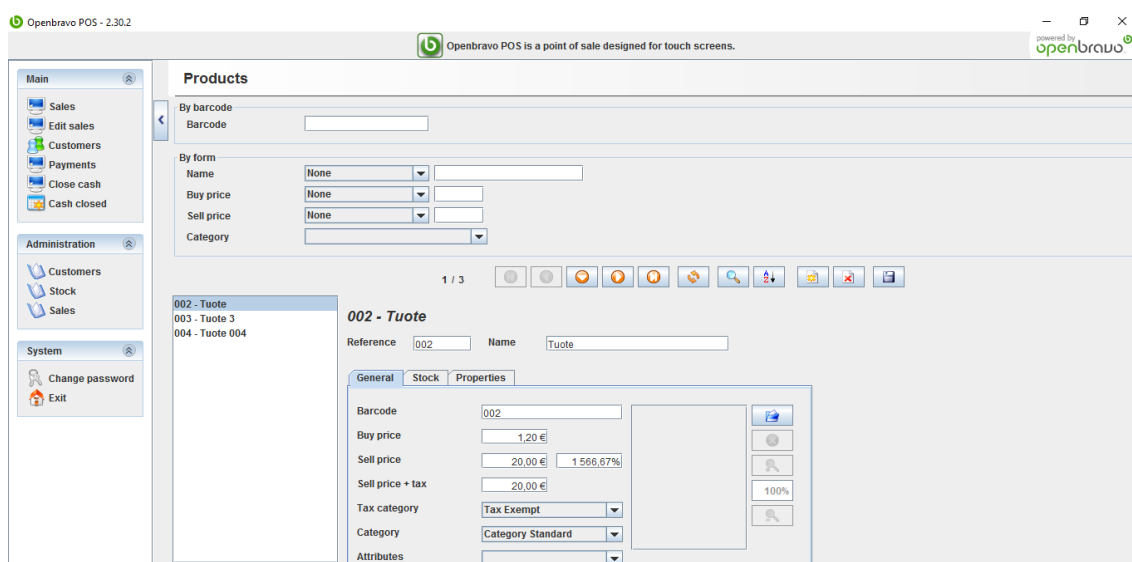 Openbravo POS - 2.30.2
Openbravo POS is a point of sale designed for touch screens.
powered by
openbravo
Main
Sales
Edit sales
Customers
Payments
Close cash
Cash closed
Administration
Customers
Stock
Sales
System
Change password
Exit
Products
By barcode
Barcode
By form
Name None
Buy price None
Sell price None
Category
1 / 3
002 - Tuote
003 - Tuote 3
004 - Tuote 004
002 - Tuote
Reference 002 Name Tuote
General Stock Properties
Barcode 002
Buy price 1,20 €
Sell price 20,00 € 1 566,67%
Sell price + tax 20,00 €
100%
Tax category Tax Exempt
Category Category Standard
Attributes